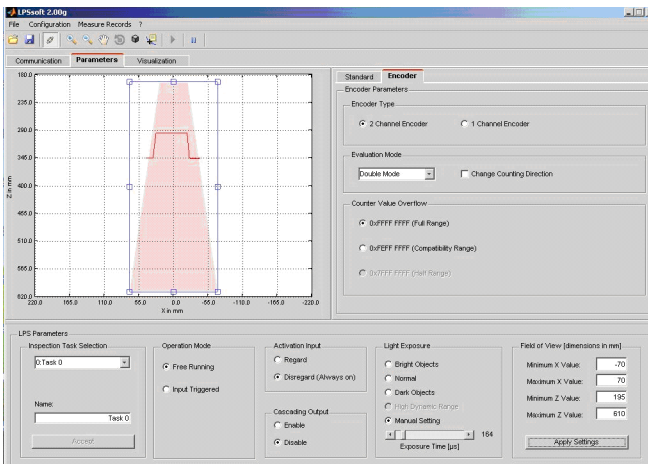 LPSsoft 2.00g
File Configuration Measure Records ?
Communication Parameters Visualization
180.0
235.0
290.0
345.0
400.0
455.0
510.0
565.0
620.0
Z in mm
220.0 165.0 110.0 55.0 0.0 -55.0 -110.0 -165.0 -220.0
X in mm
Standard Encoder
Encoder Parameters
Encoder Type
2 Channel Encoder 1 Channel Encoder
Evaluation Mode
Double Mode Change Counting Direction
Counter Value Overflow
0xFFFF FFFF (Full Range)
0xFEFF FFFF (Compatibility Range)
0x7FFF FFFF (Half Range)
LPS Parameters
Inspection Task Selection
0:Task 0
Name:
Task 0
Accept
Operation Mode
Free Running
Input Triggered
Activation Input
Regard
Disregard (Always on)
Cascading Output
Enable
Disable
Light Exposure
Bright Objects
Normal
Dark Objects
High Dynamic Range
Manual Setting
164
Exposure Time [µs]
Field of View [dimensions in mm]
Minimum X Value: -70
Maximum X Value: 70
Minimum Z Value: 195
Maximum Z Value: 610
Apply Settings